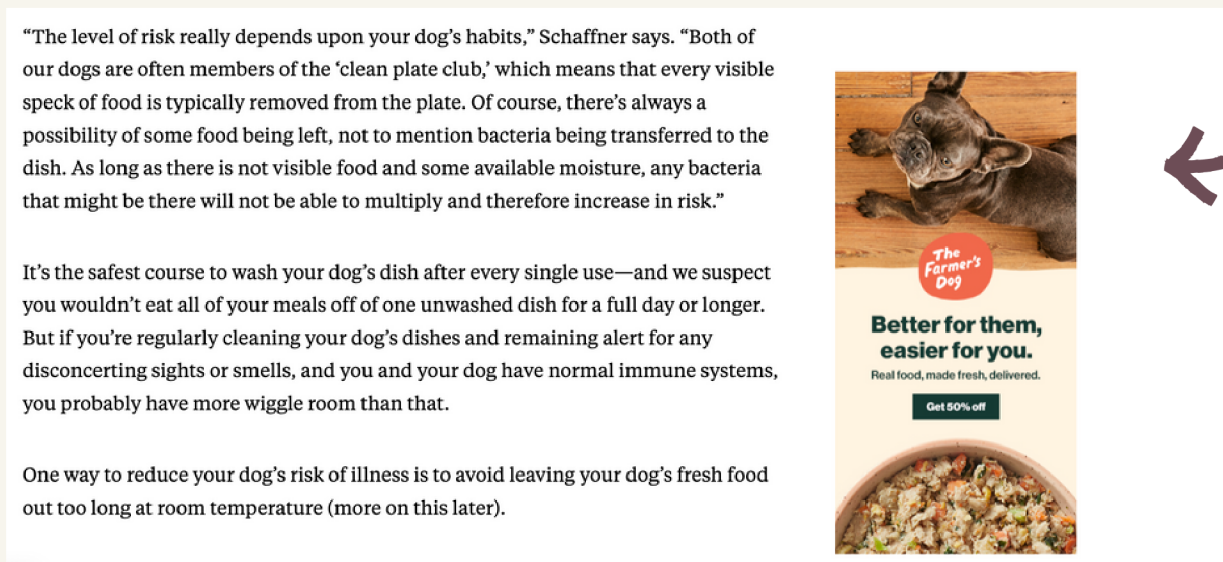 “The level of risk really depends upon your dog’s habits,” Schaffner says. “Both of
our dogs are often members of the ‘clean plate club,’ which means that every visible
speck of food is typically removed from the plate. Of course, there’s always a
possibility of some food being left, not to mention bacteria being transferred to the
dish. As long as there is not visible food and some available moisture, any bacteria
that might be there will not be able to multiply and therefore increase in risk.”
It’s the safest course to wash your dog’s dish after every single use—and we suspect
you wouldn’t eat all of your meals off of one unwashed dish for a full day or longer.
But if you’re regularly cleaning your dog’s dishes and remaining alert for any
disconcerting sights or smells, and you and your dog have normal immune systems,
you probably have more wiggle room than that.
One way to reduce your dog’s risk of illness is to avoid leaving your dog’s fresh food
out too long at room temperature (more on this later).
The
Farmer’s
Dog
Better for them,
easier for you.
Real food, made fresh, delivered.
Get 50% off